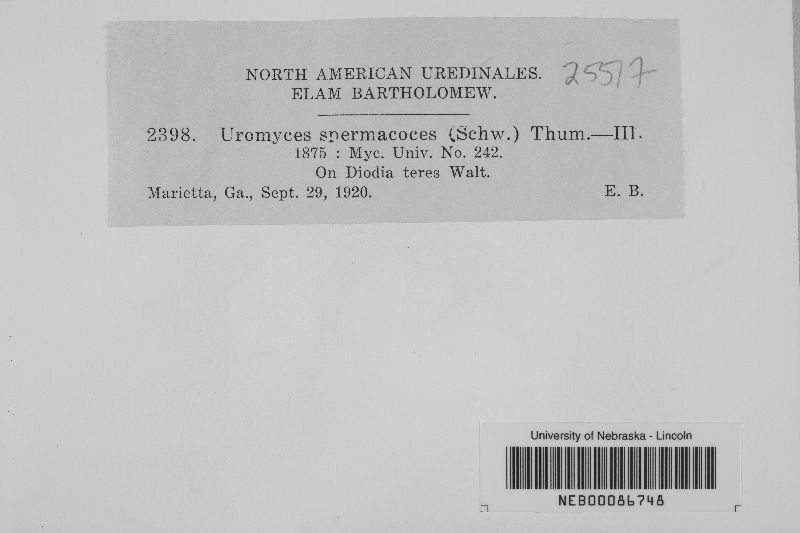 NORTH AMERICAN UREDINALES.
25517
ELAM BARTHOLOMEW.
2398. Uromyces spermacoces (Schw.) Thum.—III.
1875 : Myc. Univ. No. 242.
On Diodia teres Walt.
Marietta, Ga., Sept. 29, 1920. E. B.
University of Nebraska - Lincoln
NEB00086748